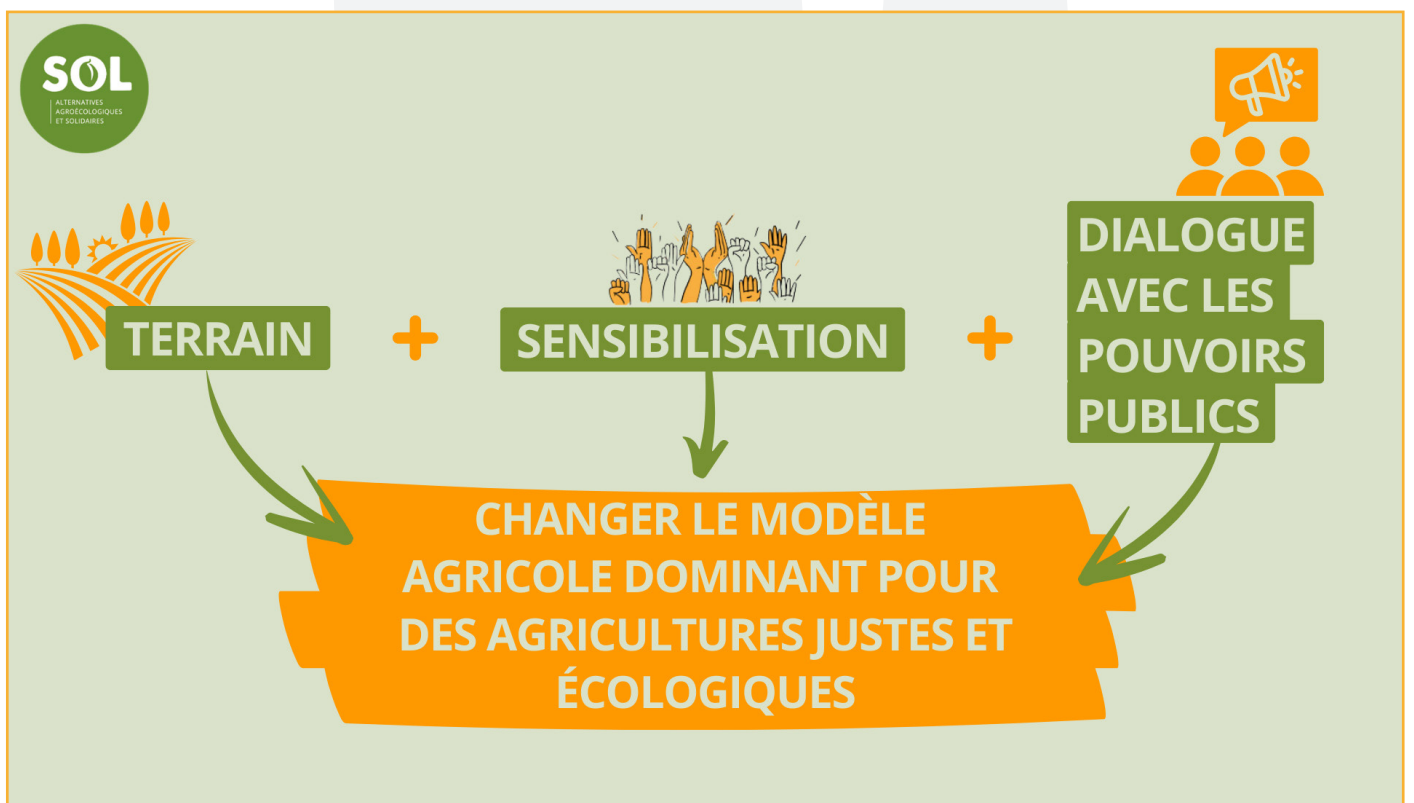 SOL
ALTERNATIVES
AGROÉCOLOGIQUES
ET SOLIDAIRES
TERRAIN
+
SENSIBILISATION
+
DIALOGUE
AVEC LES
POUVOIRS
PUBLICS
CHANGER LE MODÈLE
AGRICOLE DOMINANT POUR
DES AGRICULTURES JUSTES ET
ÉCOLOGIQUES